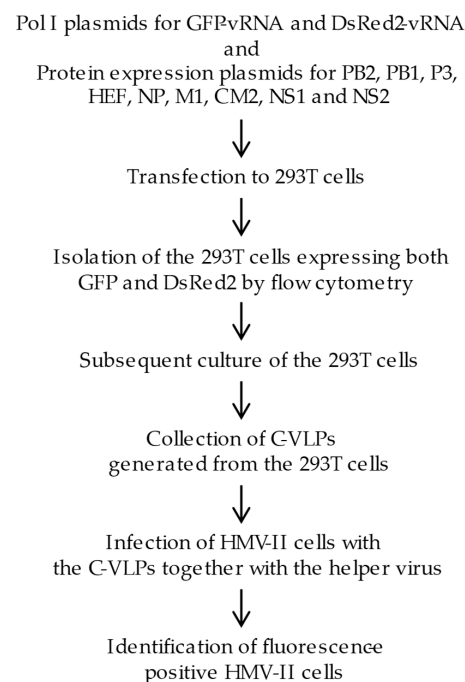 Pol I plasmids for GFP-vRNA and DsRed2-vRNA
and
Protein expression plasmids for PB2, PB1, P3,
HEF, NP, M1, CM2, NS1 and NS2
Transfection to 293T cells
Isolation of the 293T cells expressing both
GFP and DsRed2 by flow cytometry
Subsequent culture of the 293T cells
Collection of C-VLPs
generated from the 293T cells
Infection of HMV-II cells with
the C-VLPs together with the helper virus
Identification of fluorescence-
positive HMV-II cells